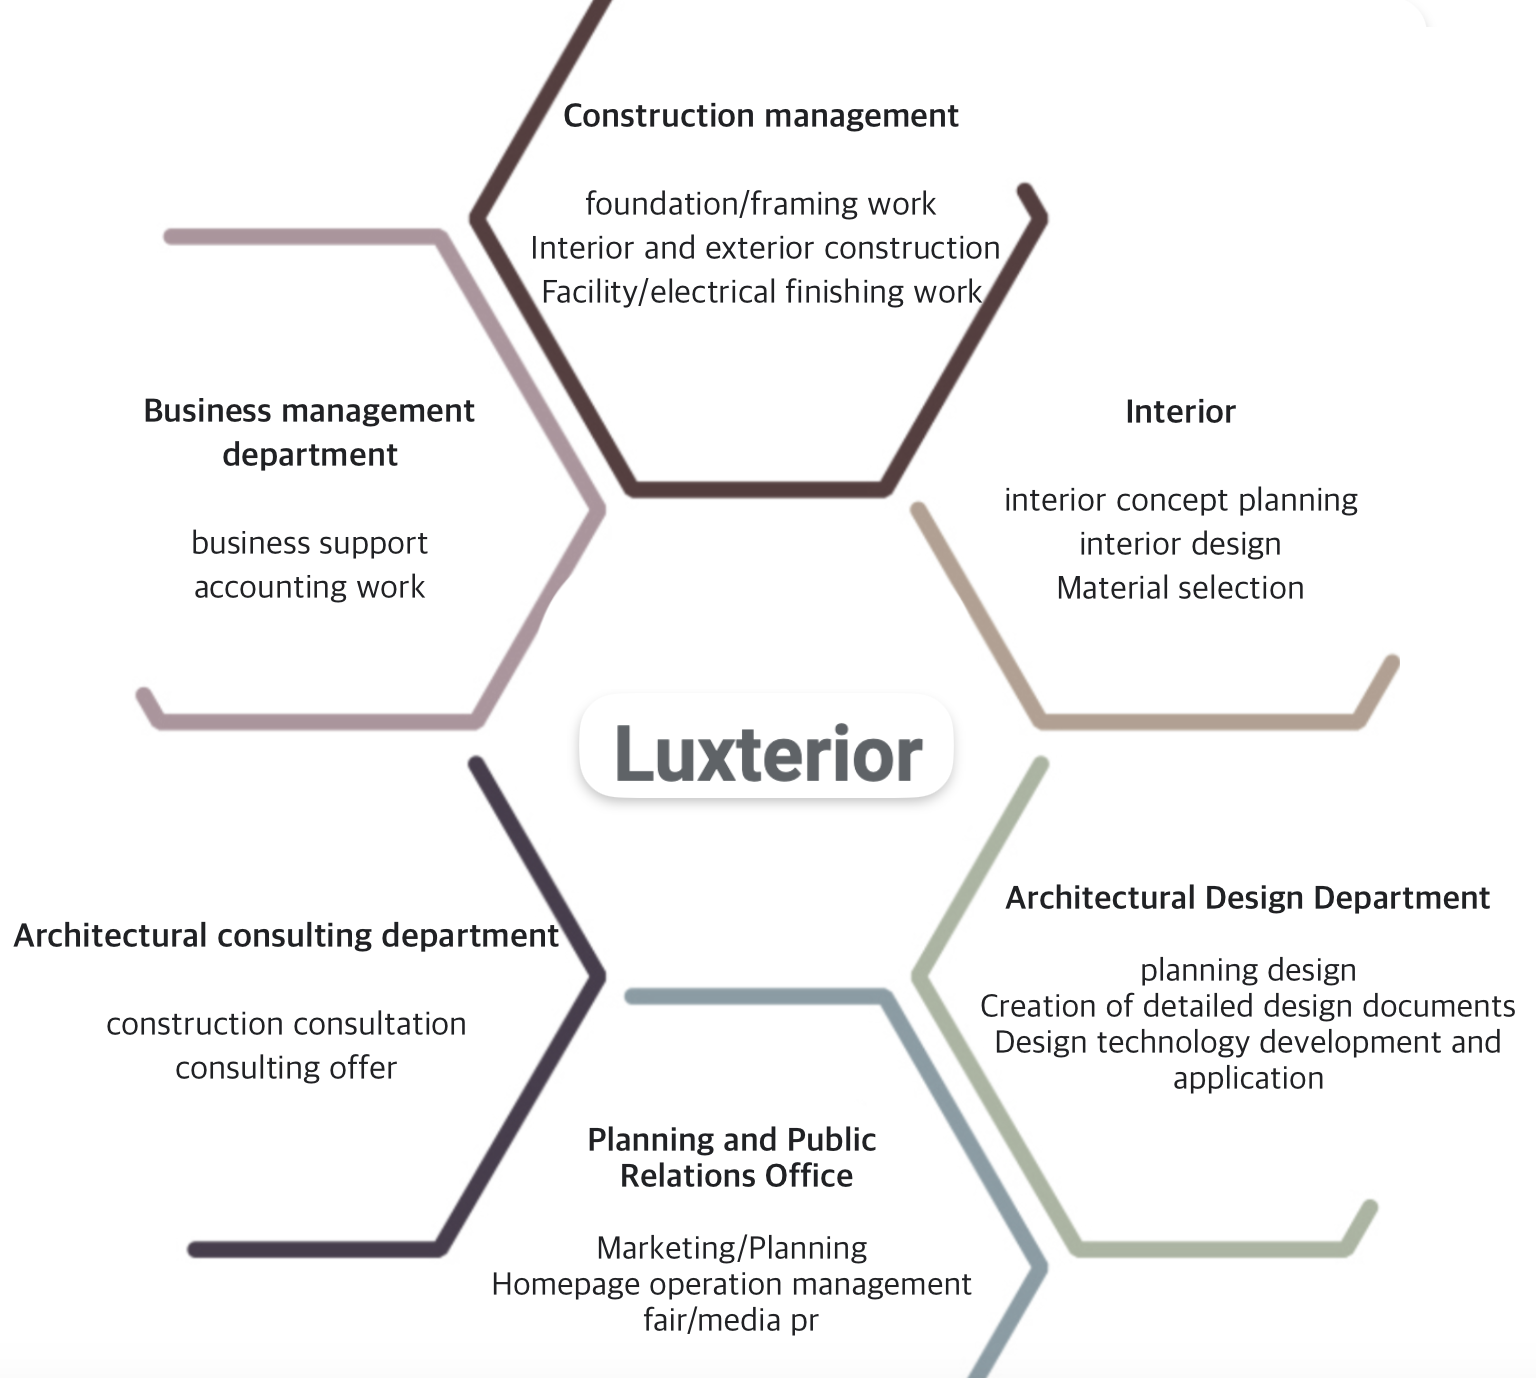 Construction management
foundation/framing work
Interior and exterior construction
Facility/electrical finishing work
Business management
department
business support
accounting work
Interior
interior concept planning
interior design
Material selection
Luxterior
Architectural consulting department
construction consultation
consulting offer
Architectural Design Department
planning design
Creation of detailed design documents
Design technology development and
application
Planning and Public
Relations Office
Marketing/Planning
Homepage operation management
fair/media pr